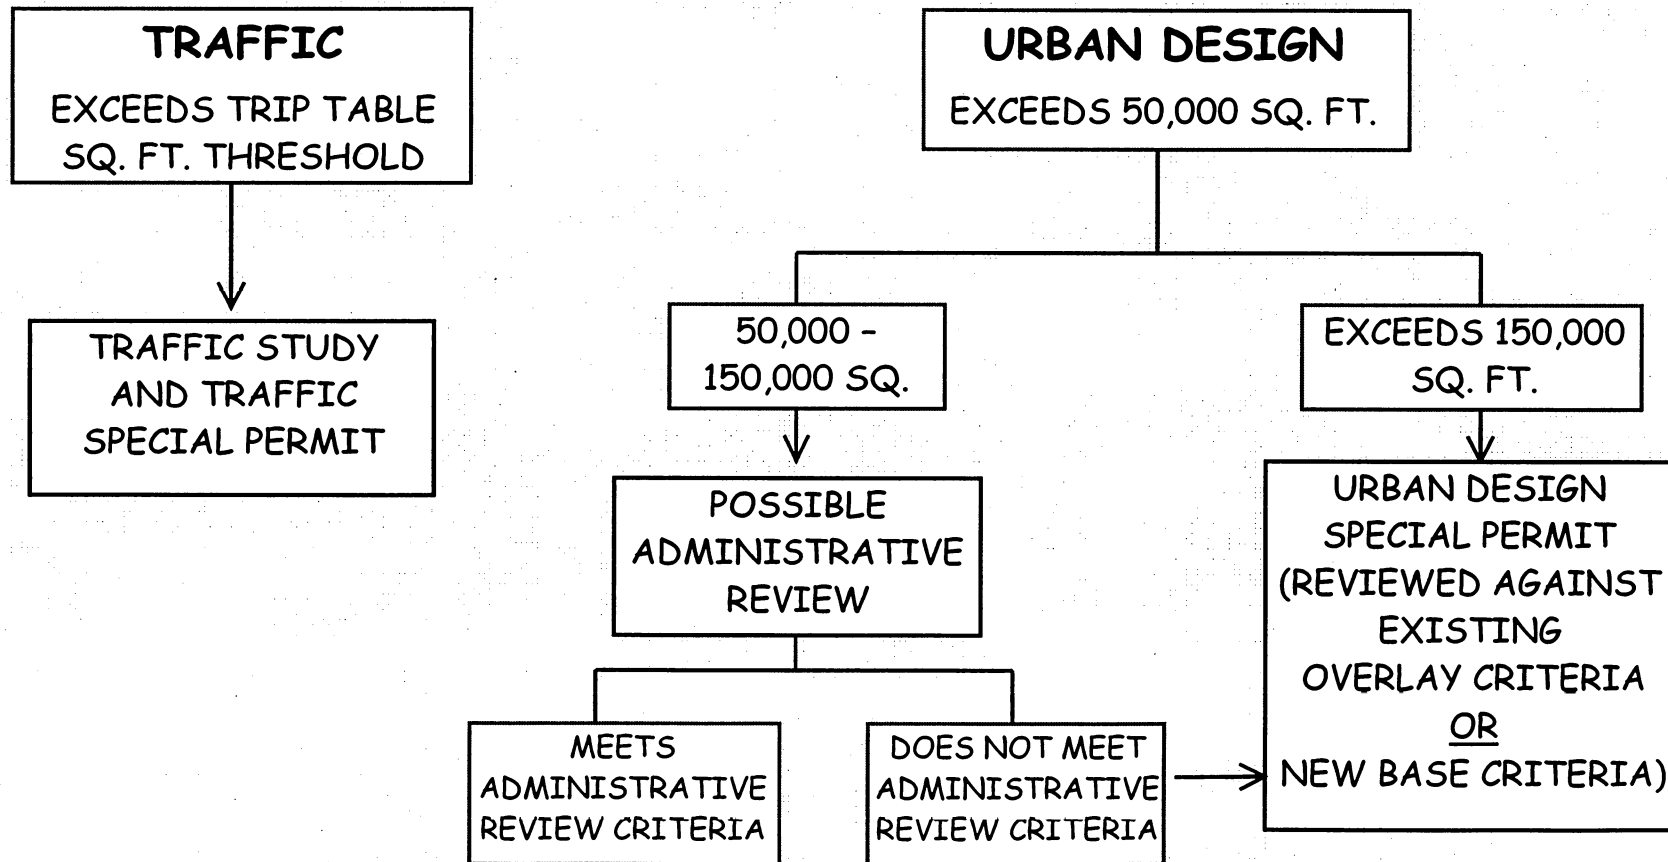 TRAFFIC
EXCEEDS TRIP TABLE
SQ. FT. THRESHOLD
TRAFFIC STUDY
AND TRAFFIC
SPECIAL PERMIT
URBAN DESIGN
EXCEEDS 50,000 SQ. FT.
50,000 –
150,000 SQ.
EXCEEDS 150,000
SQ. FT.
POSSIBLE
ADMINISTRATIVE
REVIEW
MEETS
ADMINISTRATIVE
REVIEW CRITERIA
DOES NOT MEET
ADMINISTRATIVE
REVIEW CRITERIA
URBAN DESIGN
SPECIAL PERMIT
(REVIEWED AGAINST
EXISTING
OVERLAY CRITERIA
OR
NEW BASE CRITERIA)